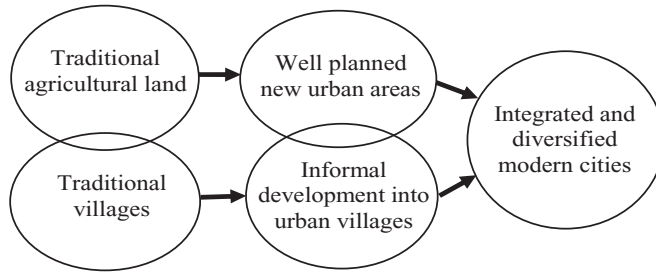 Traditional
agricultural land
Well planned
new urban areas
Integrated and
diversified
modern cities
Traditional
villages
Informal
development into
urban villages